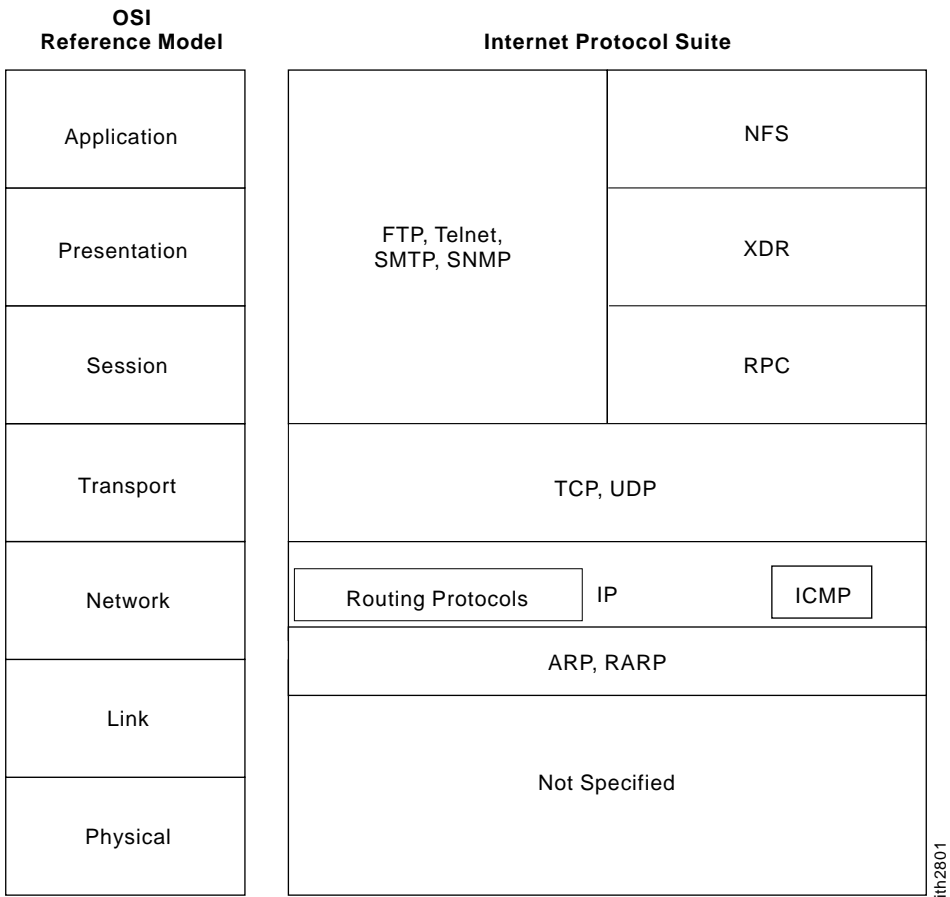 OSI
Reference Model
Internet Protocol Suite
Application
Presentation
Session
Transport
Network
Link
Physical
FTP, Telnet,
SMTP, SNMP
NFS
XDR
RPC
TCP, UDP
Routing Protocols
IP
ICMP
ARP, RARP
Not Specified
ith2801